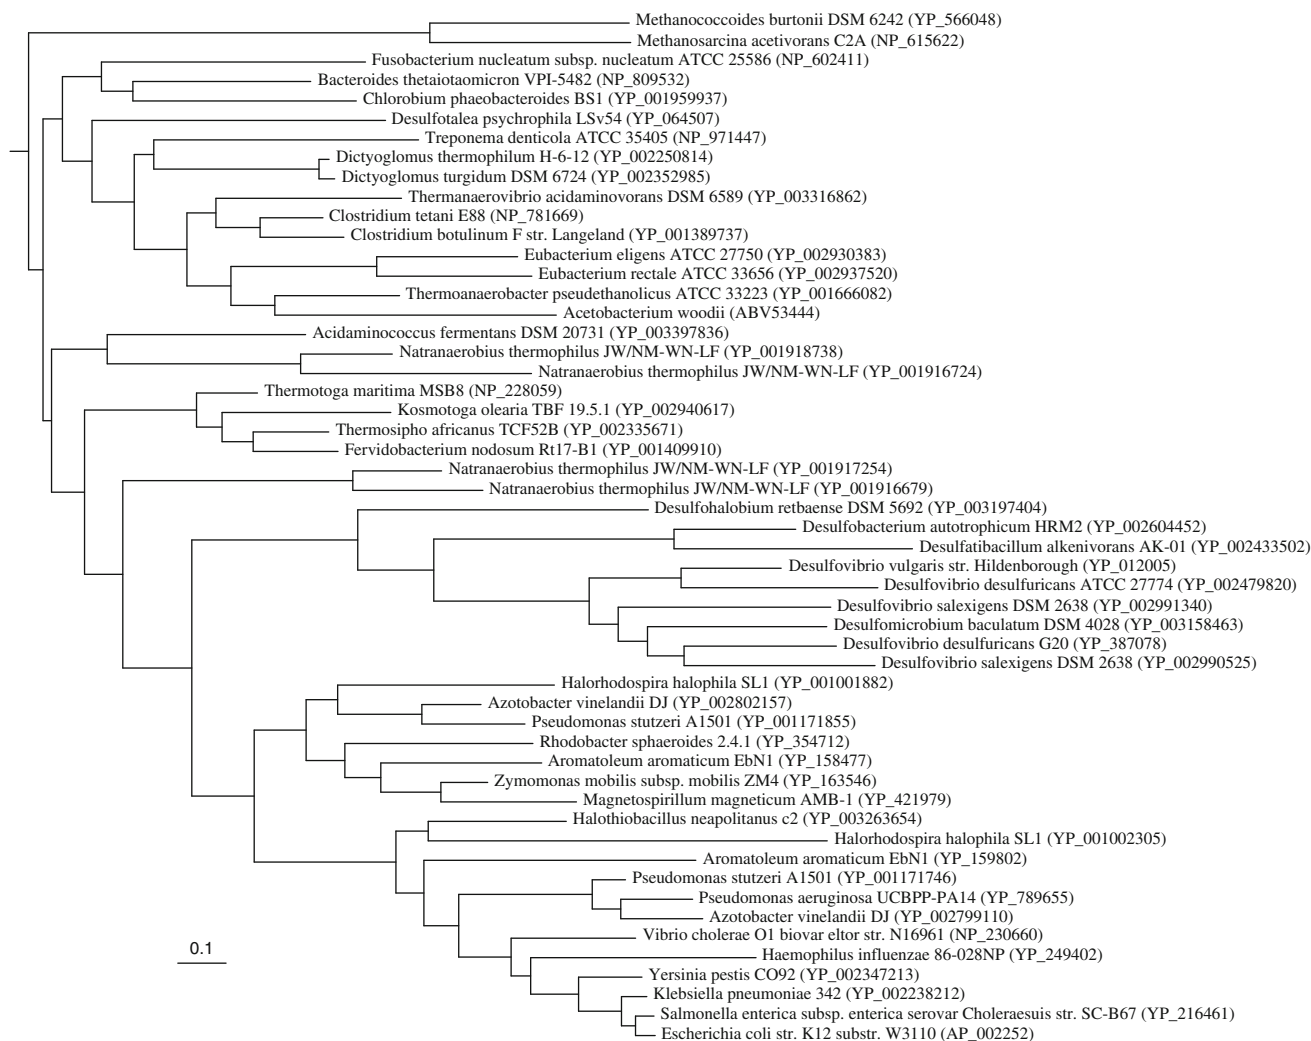 Methanococcoides burtonii DSM 6242 (YP_566048)
Methanosarcina acetivorans C2A (NP_615622)
Fusobacterium nucleatum subsp. nucleatum ATCC 25586 (NP_602411)
Bacteroides thetaiotaomicron VPI-5482 (NP_809532)
Chlorobium phaeobacteroides BS1 (YP_001959937)
Desulfotalea psychrophila LSv54 (YP_064507)
Treponema denticola ATCC 35405 (NP_971447)
Dictyoglomus thermophilum H-6-12 (YP_002250814)
Dictyoglomus turgidum DSM 6724 (YP_002352985)
Thermanaerovibrio acidaminovorans DSM 6589 (YP_003316862)
Clostridium tetani E88 (NP_781669)
Clostridium botulinum F str. Langeland (YP_001389737)
Eubacterium eligens ATCC 27750 (YP_002930383)
Eubacterium rectale ATCC 33656 (YP_002937520)
Thermoanaerobacter pseudethanolicus ATCC 33223 (YP_001666082)
Acetobacterium woodii (ABV53444)
Acidaminococcus fermentans DSM 20731 (YP_003397836)
Natranaerobius thermophilus JW/NM-WN-LF (YP_001918738)
Natranaerobius thermophilus JW/NM-WN-LF (YP_001916724)
Thermotoga maritima MSB8 (NP_228059)
Kosmotoga olearia TBF 19.5.1 (YP_002940617)
Thermosipho africanus TCF52B (YP_002335671)
Fervidobacterium nodosum Rt17-B1 (YP_001409910)
Natranaerobius thermophilus JW/NM-WN-LF (YP_001917254)
Natranaerobius thermophilus JW/NM-WN-LF (YP_001916679)
Desulfohalobium retbaense DSM 5692 (YP_003197404)
Desulfobacterium autotrophicum HRM2 (YP_002604452)
Desulfatibacillum alkenivorans AK-01 (YP_002433502)
Desulfovibrio vulgaris str. Hildenborough (YP_012005)
Desulfovibrio desulfuricans ATCC 27774 (YP_002479820)
Desulfovibrio salexigens DSM 2638 (YP_002991340)
Desulfomicrobium baculatum DSM 4028 (YP_003158463)
Desulfovibrio desulfuricans G20 (YP_387078)
Desulfovibrio salexigens DSM 2638 (YP_002990525)
Halorhodospira halophila SL1 (YP_001001882)
Azotobacter vinelandii DJ (YP_002802157)
Pseudomonas stutzeri A1501 (YP_001171855)
Rhodobacter sphaeroides 2.4.1 (YP_354712)
Aromatoleum aromaticum EbN1 (YP_158477)
Zymomonas mobilis subsp. mobilis ZM4 (YP_163546)
Magnetospirillum magneticum AMB-1 (YP_421979)
Halothiobacillus neapolitanus c2 (YP_003263654)
Halorhodospira halophila SL1 (YP_001002305)
Aromatoleum aromaticum EbN1 (YP_159802)
Pseudomonas stutzeri A1501 (YP_001171746)
Pseudomonas aeruginosa UCBPP-PA14 (YP_789655)
Azotobacter vinelandii DJ (YP_002799110)
Vibrio cholerae O1 biovar eltor str. N16961 (NP_230660)
0.1
Haemophilus influenzae 86-028NP (YP_249402)
Yersinia pestis CO92 (YP_002347213)
Klebsiella pneumoniae 342 (YP_002238212)
Salmonella enterica subsp. enterica serovar Choleraesuis str. SC-B67 (YP_216461)
Escherichia coli str. K12 substr. W3110 (AP_002252)